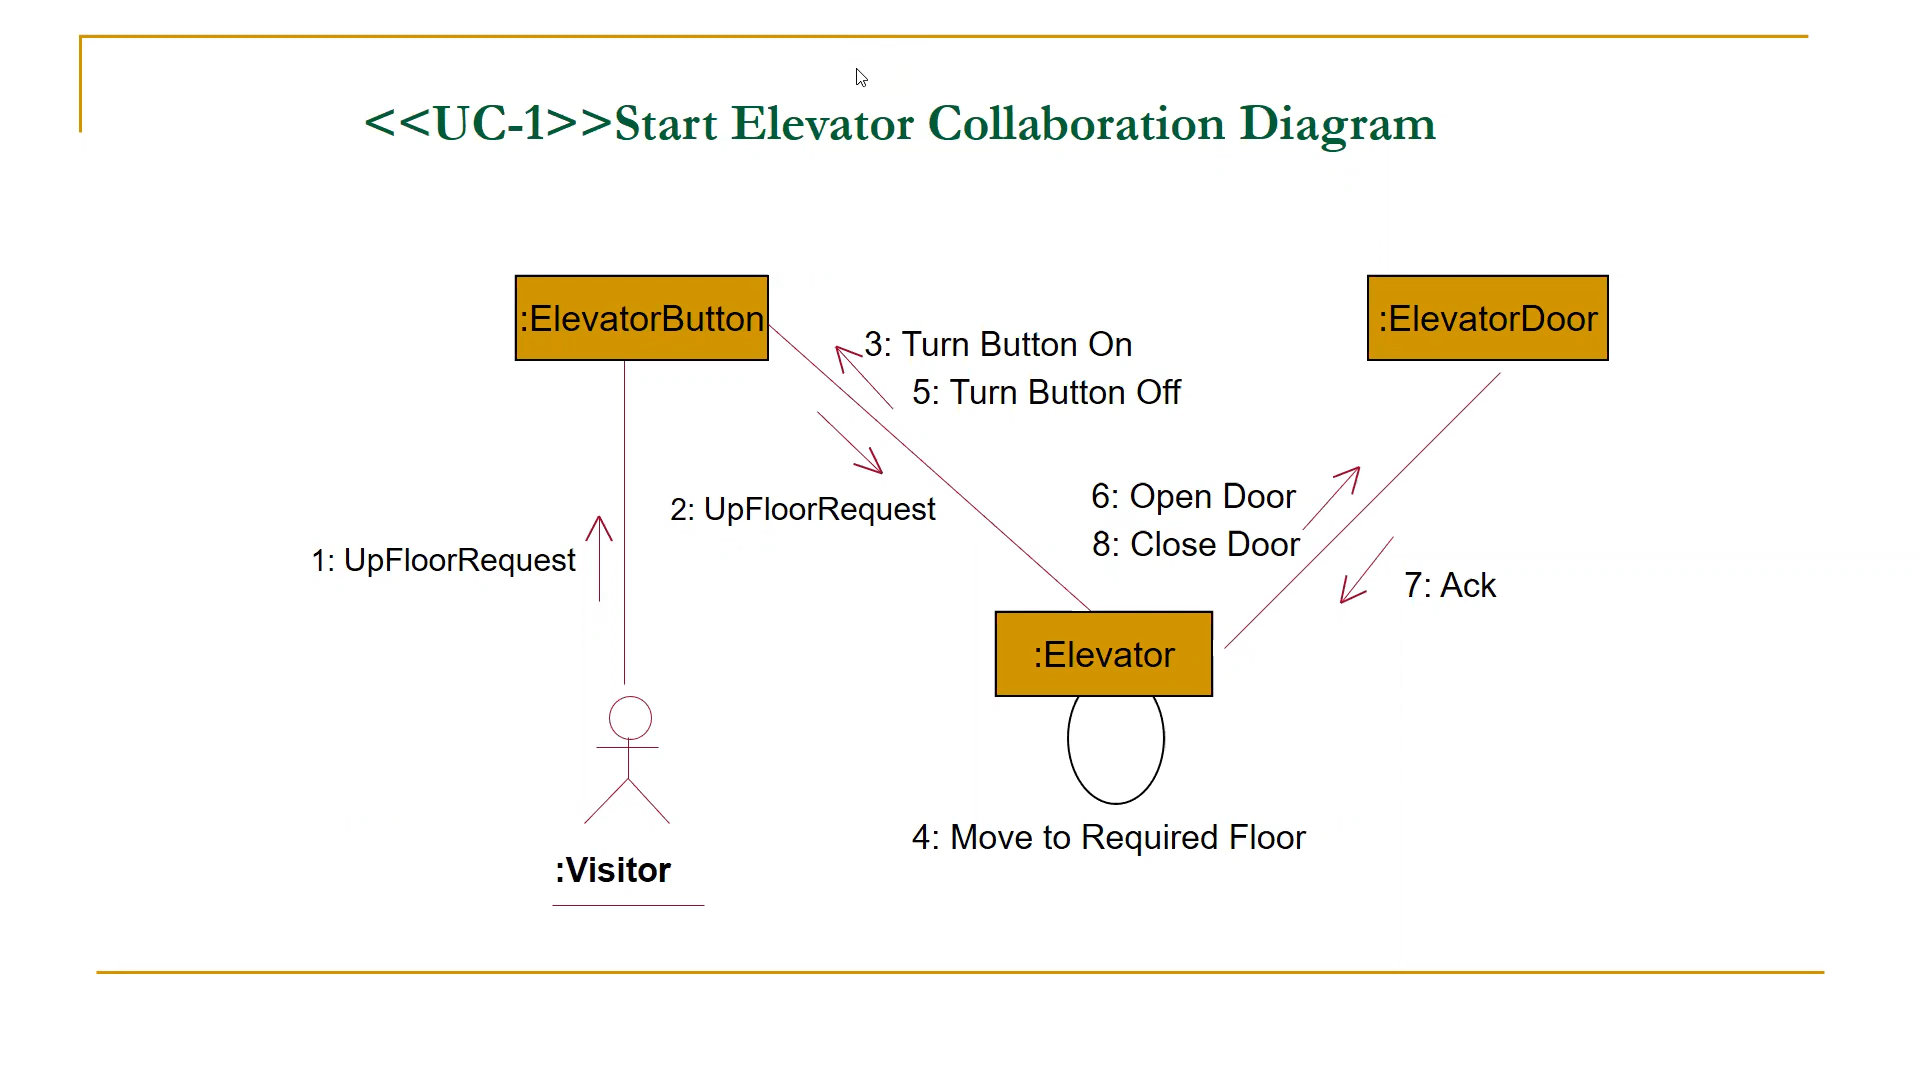 <<UC-1>>Start Elevator Collaboration Diagram
:ElevatorButton
:ElevatorDoor
3: Turn Button On
5: Turn Button Off
6: Open Door
2: UpFloorRequest
8: Close Door
1: UpFloorRequest
7: Ack
:Elevator
4: Move to Required Floor
:Visitor